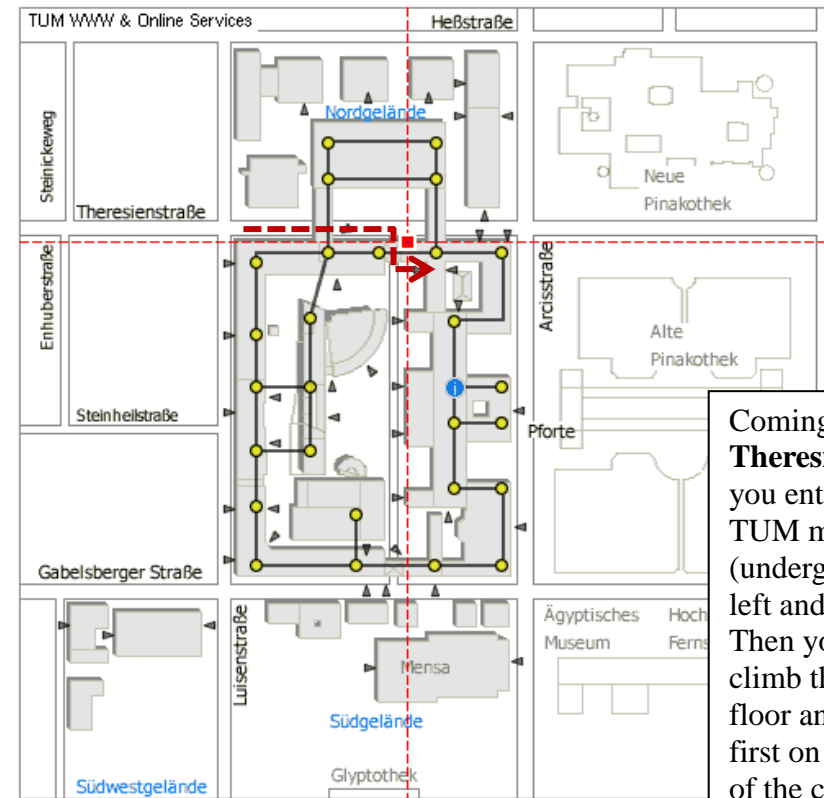 TUM WWW & Online Services
Heßstraße
Nordgelände
Steinickeweg
Neue
Pinakothek
Theresienstraße
Enhuberstraße
Arcisstraße
Alte
Pinakothek
Steinheilstraße
Pforte
Gabelsberger Straße
Luisenstraße
Mensa
Ägyptisches
Museum
Hoch
Ferns
Südgelände
Südwestgelände
Glyptothek
i
Coming
Theresi
you ent
TUM m
(underg
left and
Then yo
climb th
floor an
first on
of the c